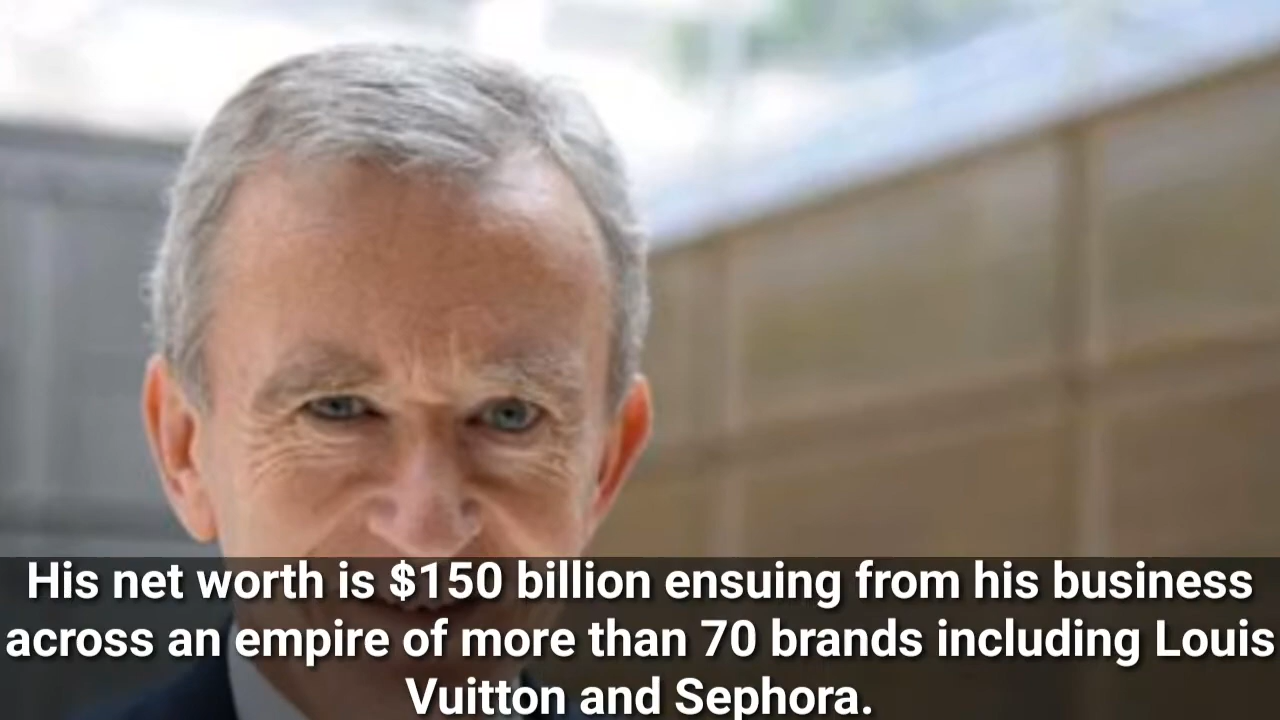 His net worth is $150 billion ensuing from his business
across an empire of more than 70 brands including Louis
Vuitton and Sephora.